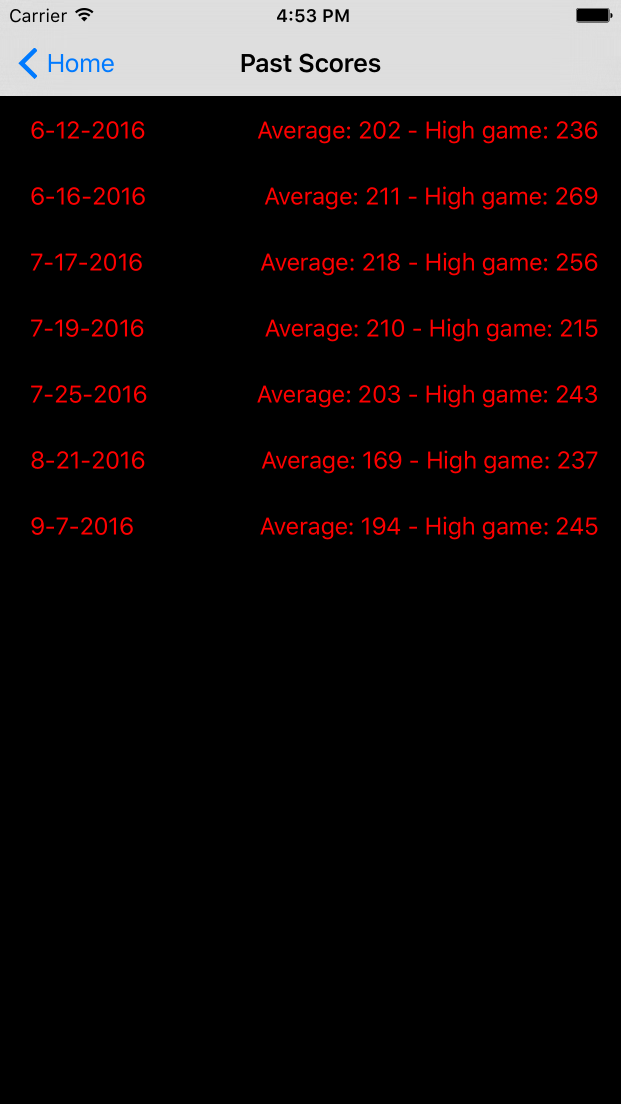 Carrier 4:53 PM
Home Past Scores
6-12-2016 Average: 202 - High game: 236
6-16-2016 Average: 211 - High game: 269
7-17-2016 Average: 218 - High game: 256
7-19-2016 Average: 210 - High game: 215
7-25-2016 Average: 203 - High game: 243
8-21-2016 Average: 169 - High game: 237
9-7-2016 Average: 194 - High game: 245